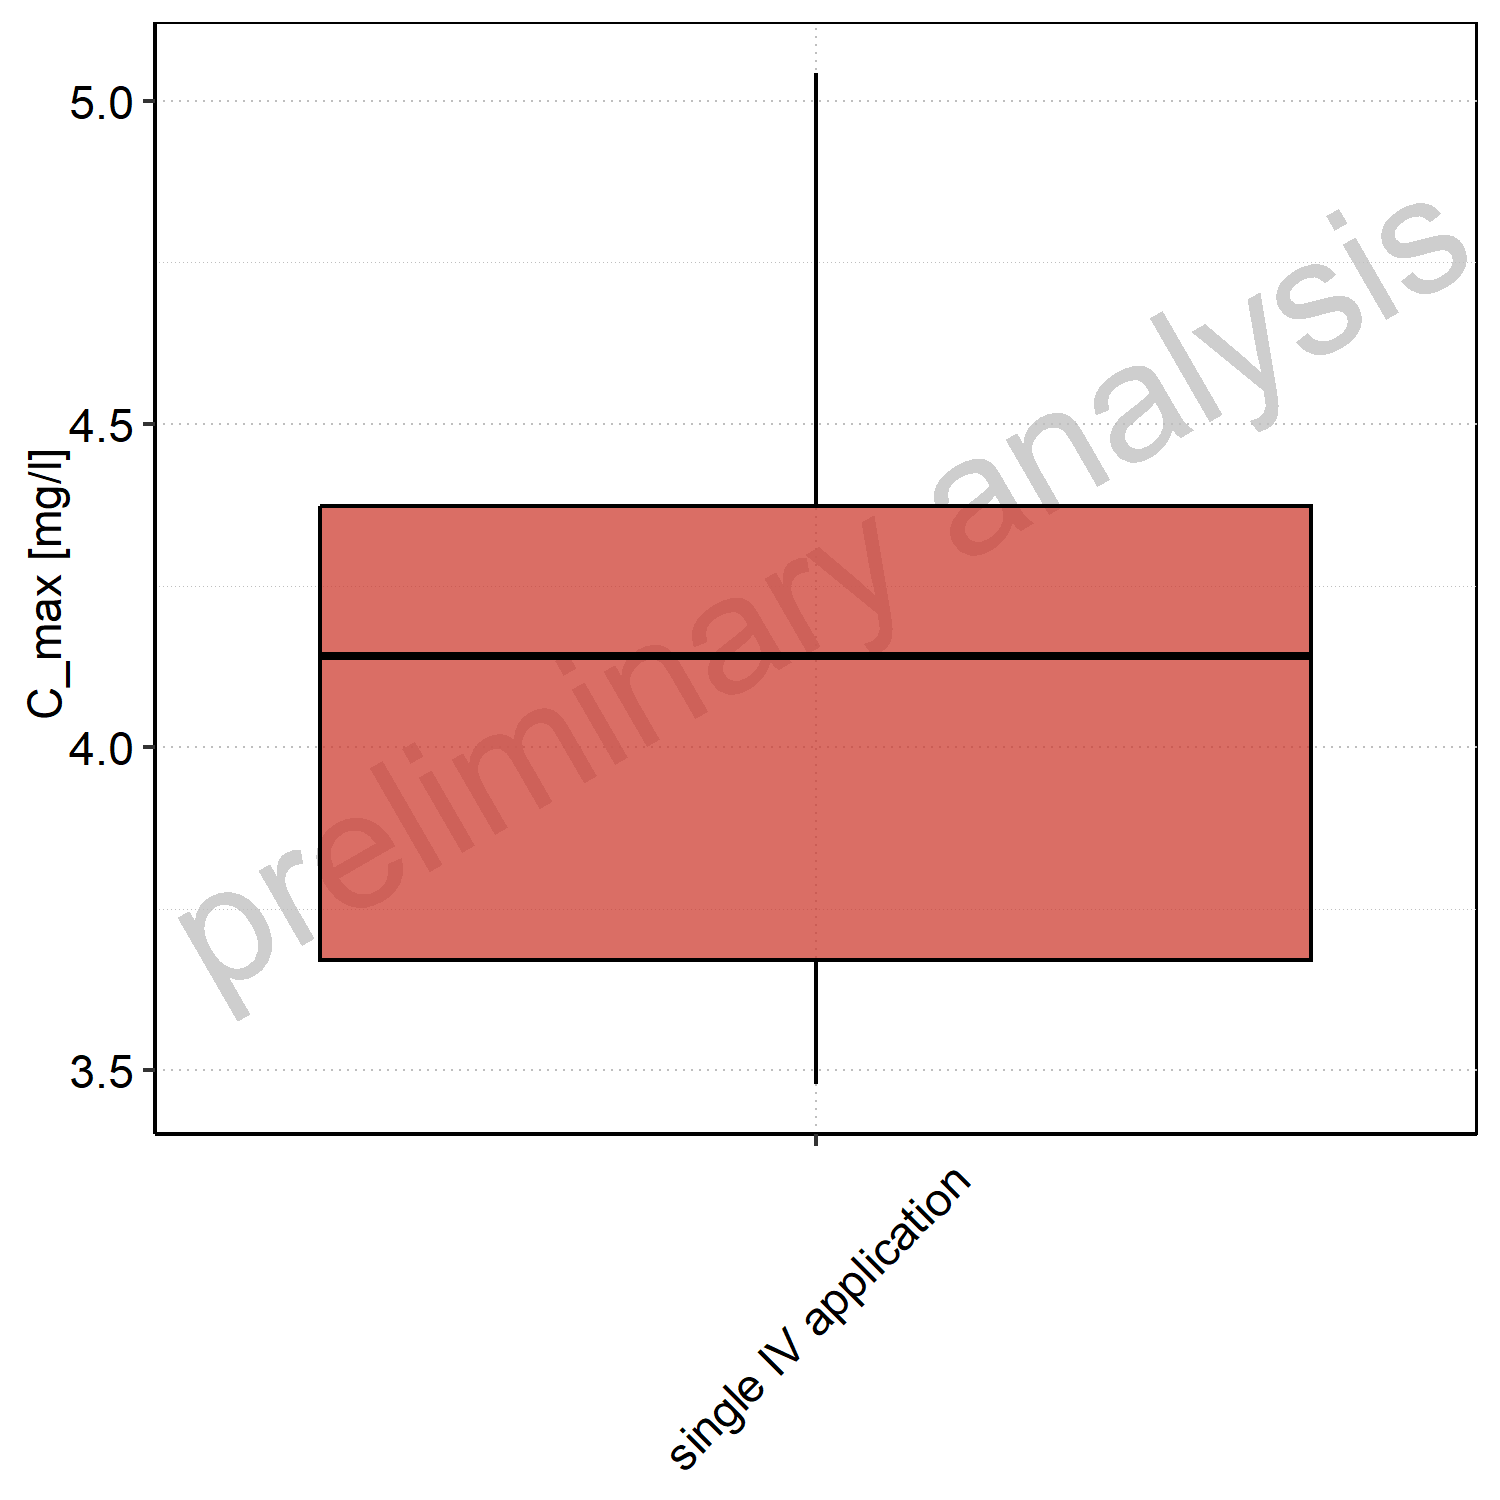 5.0
4.5
4.0
3.5
C_max [mg/l]
preliminary analysis
single IV application